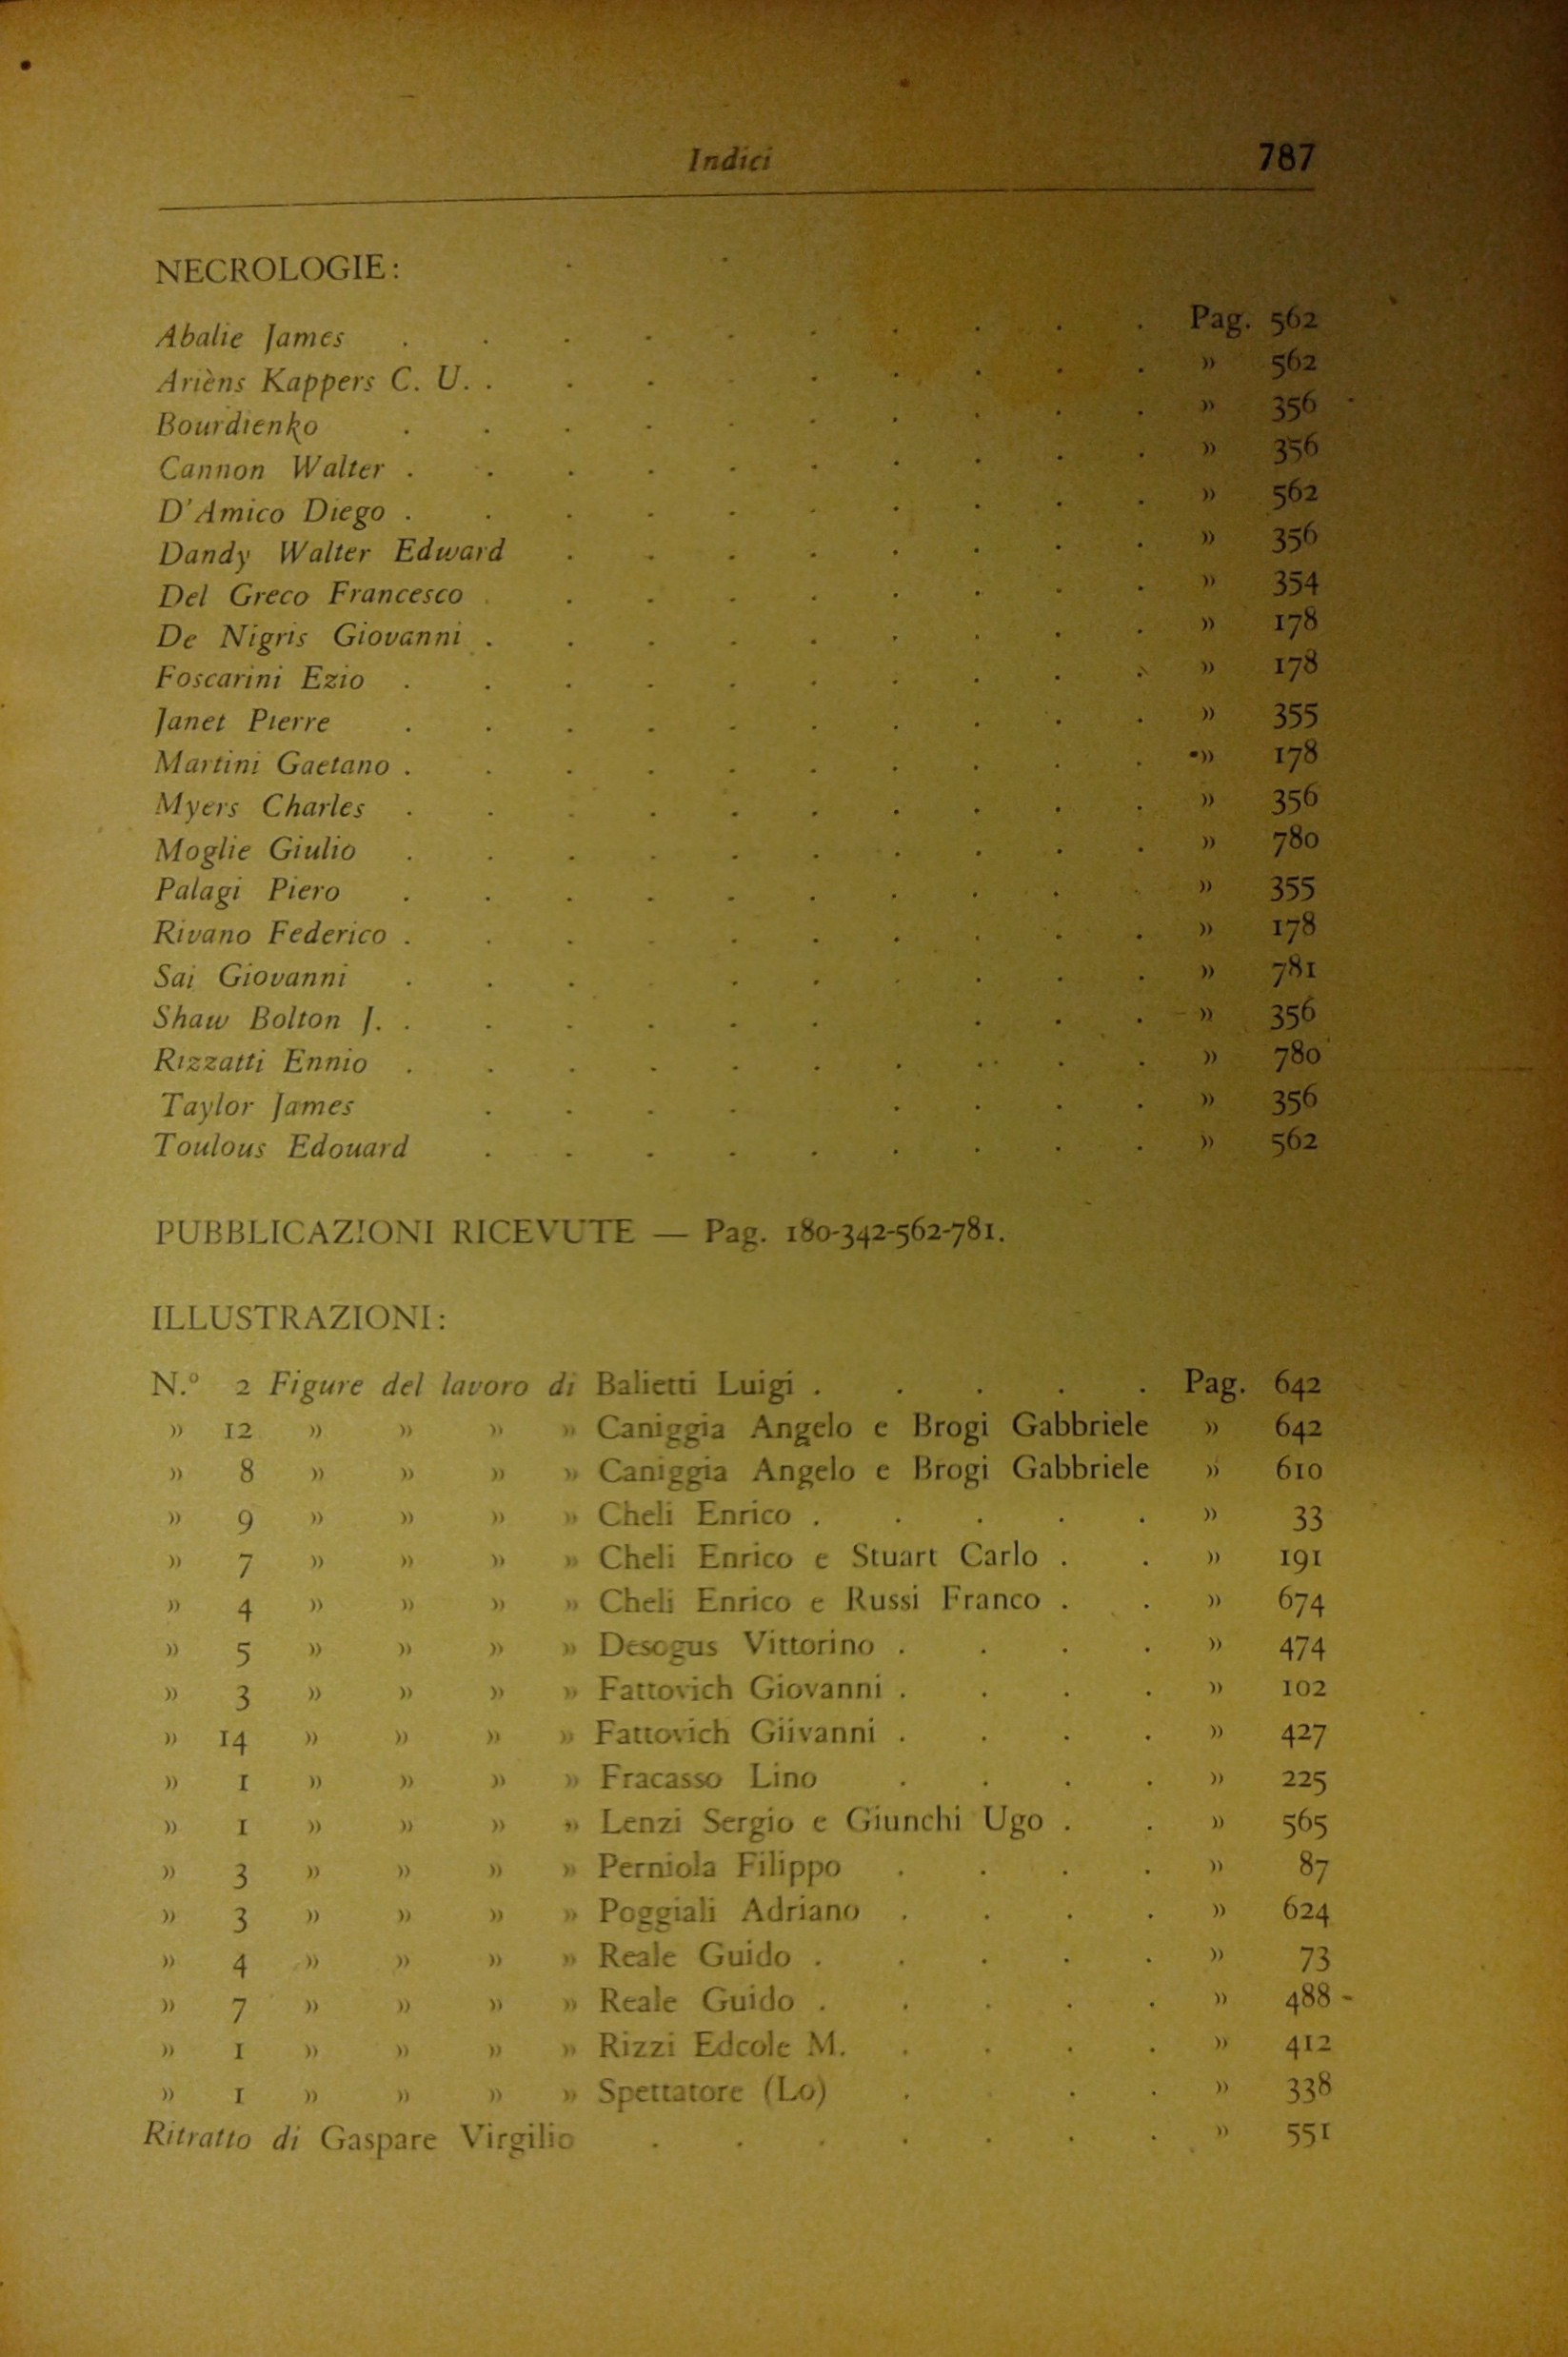 Indici 787
NECROLOGIE:
Abalie James . . . . . . . . . . Pag. 562
Arièns Kappers C. U. . . . . . . . . . » 562
Bourdienko . . . . . . . . . . » 356
Cannon Walter . . . . . . . . . . » 356
D'Amico Diego . . . . . . . . . . » 562
Dandy Walter Edward . . . . . . . . » 356
Del Greco Francesco . . . . . . . . . » 354
De Nigris Giovanni . . . . . . . . . » 178
Foscarini Ezio . . . . . . . . . . » 178
Janet Pierre . . . . . . . . . . » 355
Martini Gaetano . . . . . . . . . . » 178
Myers Charles . . . . . . . . . . » 356
Moglie Giulio . . . . . . . . . . » 780
Palagi Piero . . . . . . . . . . » 355
Rivano Federico . . . . . . . . . . » 178
Sai Giovanni . . . . . . . . . . » 781
Shaw Bolton J. . . . . . . . . . » 356
Rizzatti Ennio . . . . . . . . . . » 780
Taylor James . . . . . . . . » 356
Toulous Edouard . . . . . . . . . » 562
PUBBLICAZIONI RICEVUTE — Pag. 180-342-562-781.
ILLUSTRAZIONI:
N.º 2 Figure del lavoro di Balietti Luigi . . . . . Pag. 642
» 12 » » » » Caniggia Angelo e Brogi Gabbriele » 642
» 8 » » » » Caniggia Angelo e Brogi Gabbriele » 610
» 9 » » » » Cheli Enrico . . . . . » 33
» 7 » » » » Cheli Enrico e Stuart Carlo . . » 191
» 4 » » » » Cheli Enrico e Russi Franco . . » 674
» 5 » » » » Desogus Vittorino . . . . » 474
» 3 » » » » Fattovich Giovanni . . . . » 102
» 14 » » » » Fattovich Giivanni . . . . » 427
» 1 » » » » Fracasso Lino . . . . » 225
» 1 » » » » Lenzi Sergio e Giunchi Ugo . . » 565
» 3 » » » » Perniola Filippo . . . . » 87
» 3 » » » » Poggiali Adriano . . . . » 624
» 4 » » » » Reale Guido . . . . . » 73
» 7 » » » » Reale Guido . . . . . » 488
» 1 » » » » Rizzi Edcole M. . . . . » 412
» 1 » » » » Spettatore (Lo) . . . . » 338
Ritratto di Gaspare Virgilio . . . . . . . » 551